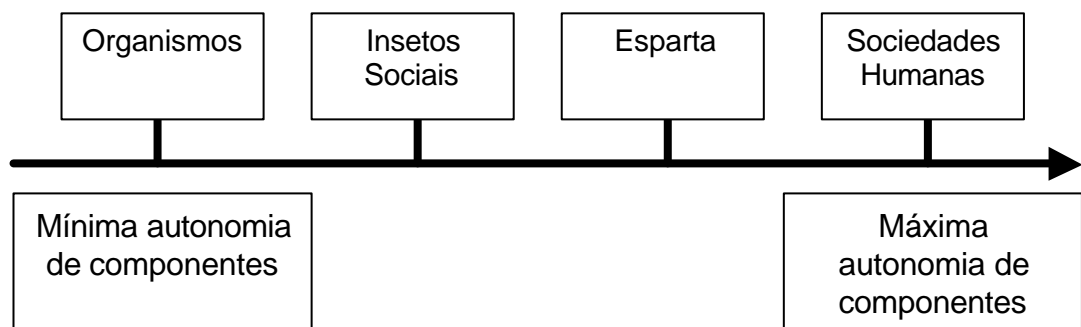 Organismos
Insetos
Sociais
Esparta
Sociedades
Humanas
Mínima autonomia
de componentes
Máxima
autonomia de
componentes